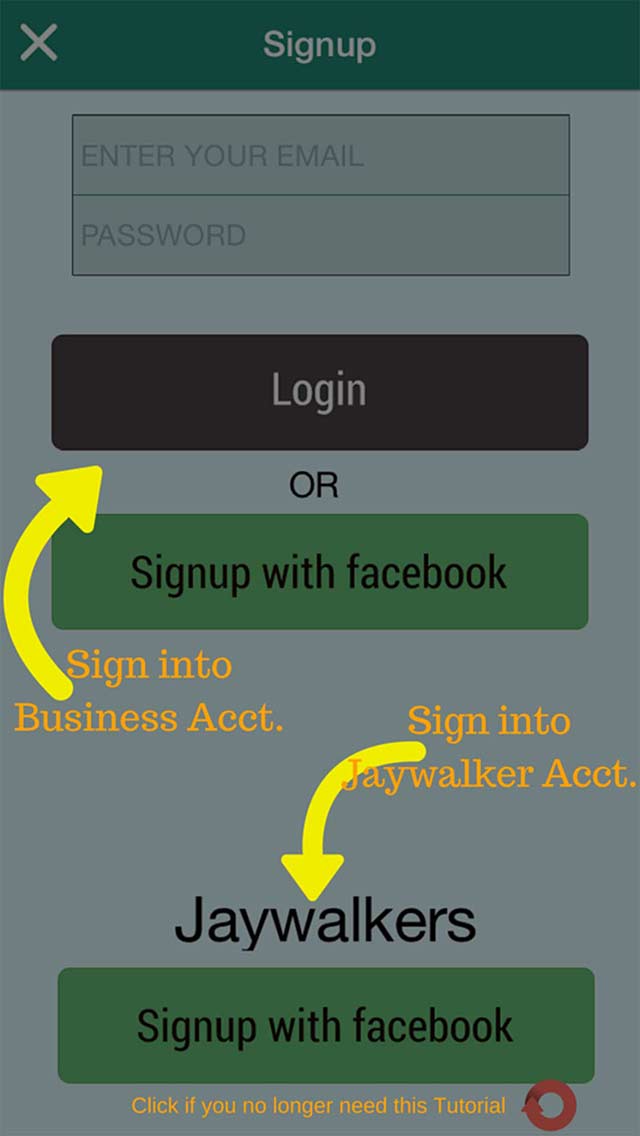 Signup
ENTER YOUR EMAIL
PASSWORD
Login
OR
Signup with facebook
Sign into
Business Acct.
Sign into
Jaywalker Acct.
Jaywalkers
Signup with facebook
Click if you no longer need this Tutorial